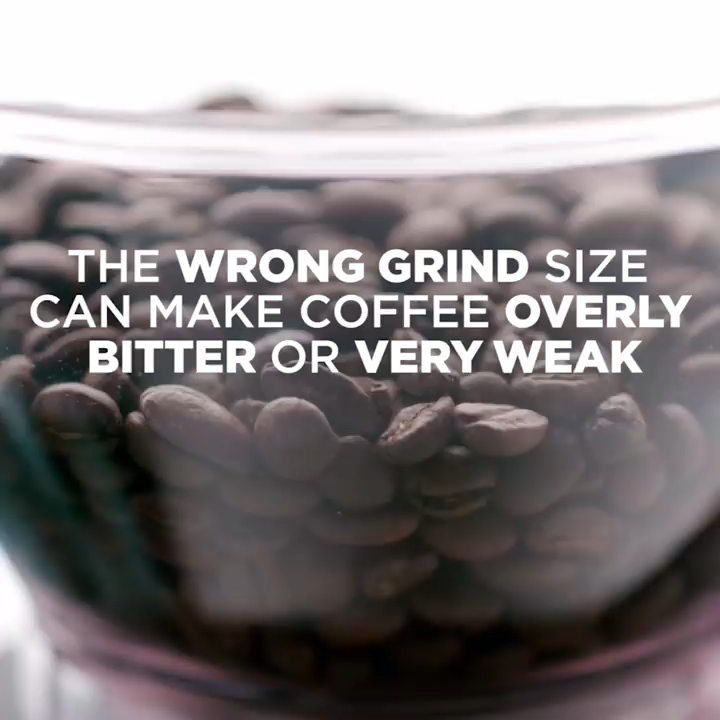 THE WRONG GRIND SIZE
CAN MAKE COFFEE OVERLY
BITTER OR VERY WEAK